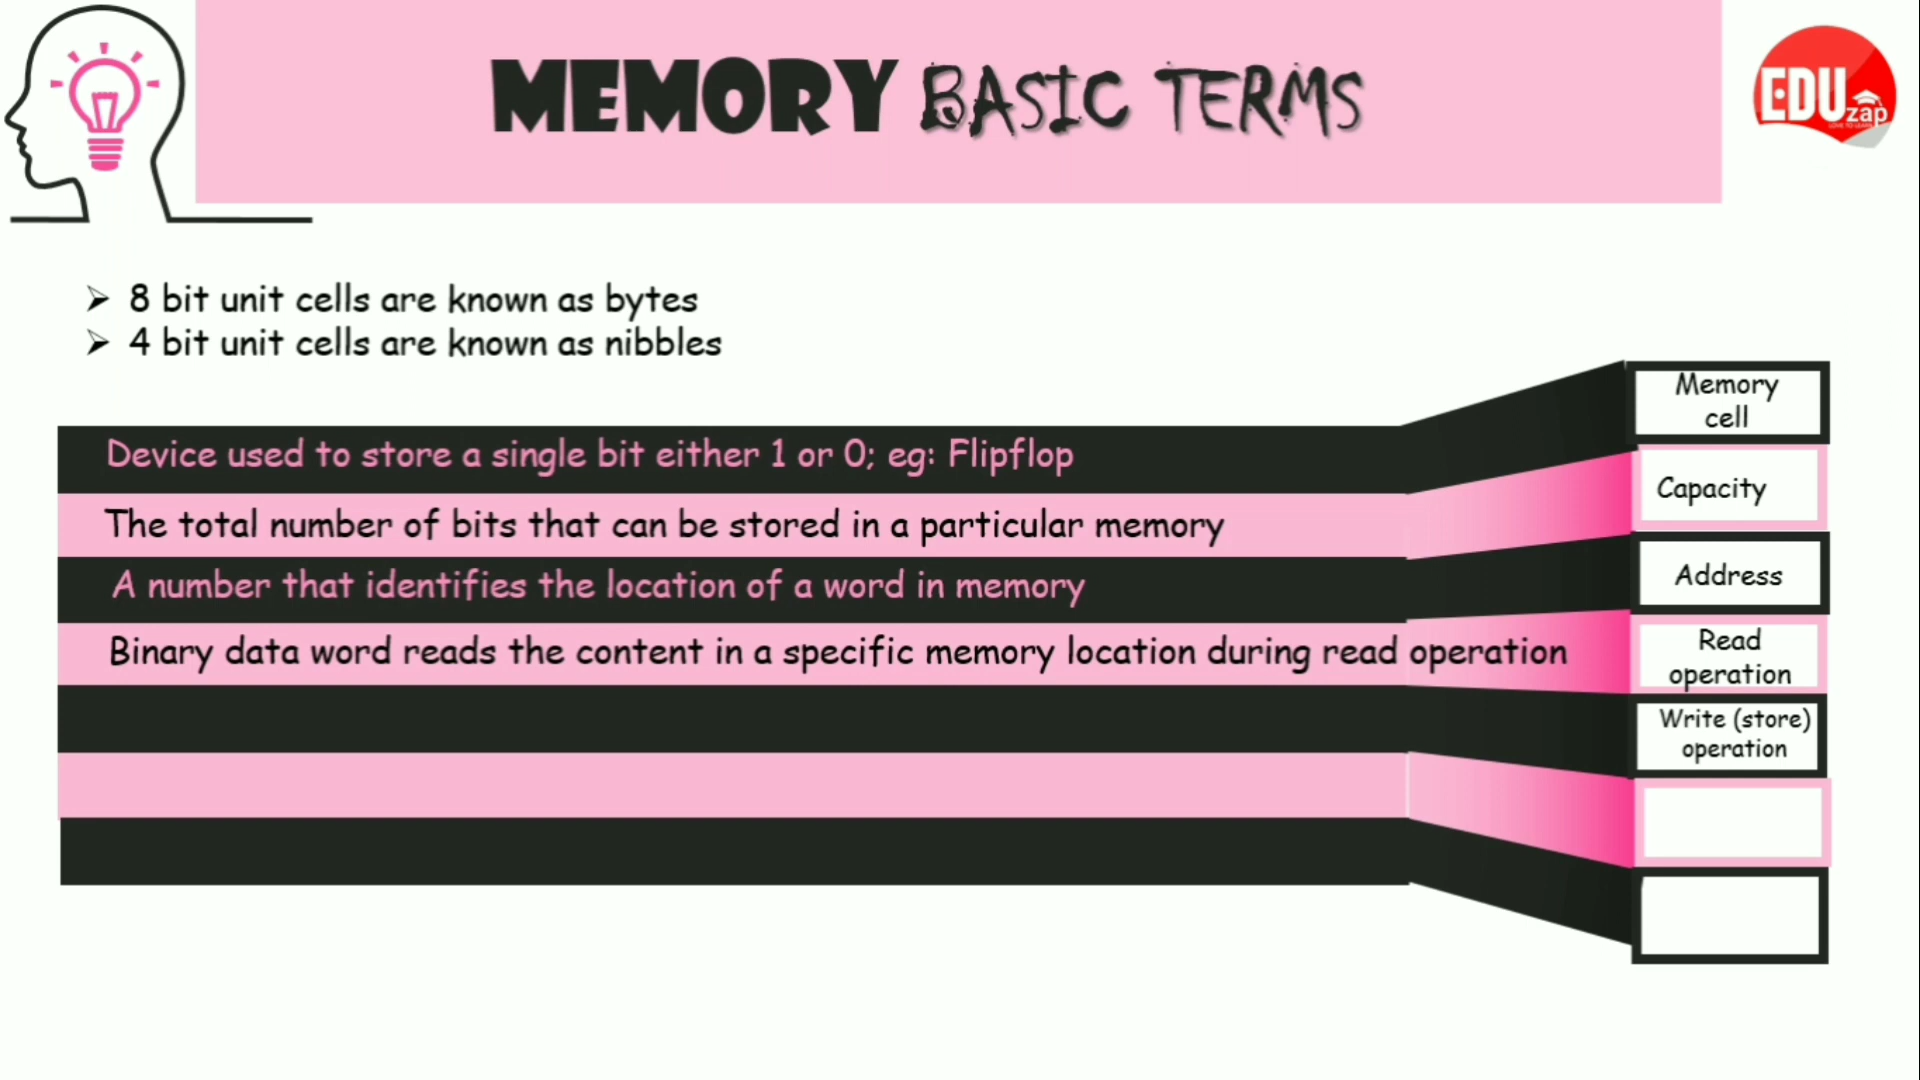 MEMORY BASIC TERMS
EDU
zap
LOVE TO LEARN
8 bit unit cells are known as bytes
4 bit unit cells are known as nibbles
Device used to store a single bit either 1 or 0; eg: Flipflop
Memory
cell
The total number of bits that can be stored in a particular memory
Capacity
A number that identifies the location of a word in memory
Address
Binary data word reads the content in a specific memory location during read operation
Read
operation
Write (store)
operation